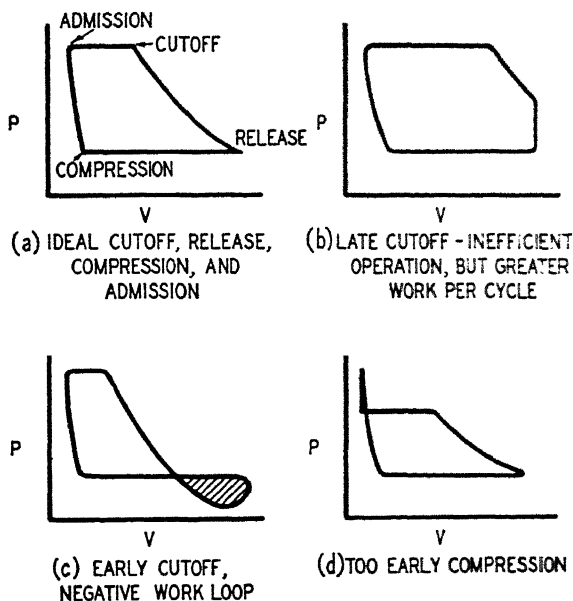 ADMISSION
CUTOFF
P
RELEASE
COMPRESSION
V
(a) IDEAL CUTOFF, RELEASE,
COMPRESSION, AND
ADMISSION
P
V
(b) LATE CUTOFF - INEFFICIENT
OPERATION, BUT GREATER
WORK PER CYCLE
P
V
(c) EARLY CUTOFF,
NEGATIVE WORK LOOP
P
V
(d) TOO EARLY COMPRESSION